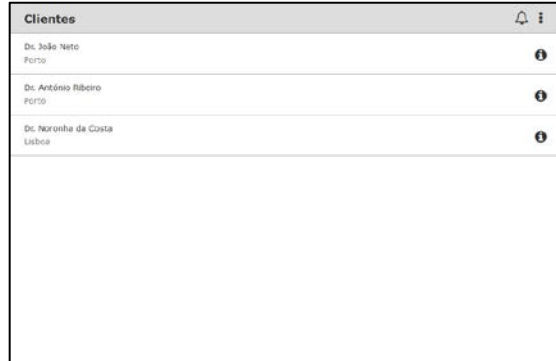 Clientes
Dr. João Neto
Porto
Dr. António Ribeiro
Porto
Dr. Noronha da Costa
Lisboa